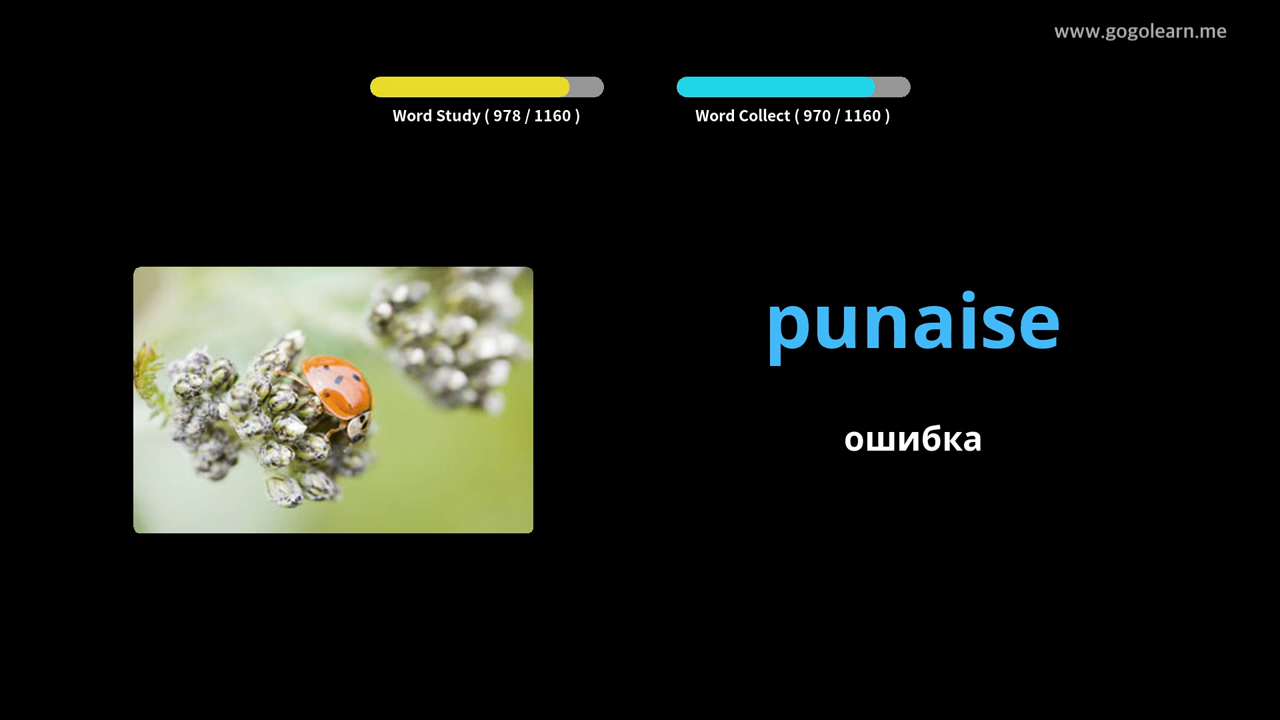 www.gogolearn.me
Word Study ( 978 / 1160 )
Word Collect ( 970 / 1160 )
punaise
ошибка